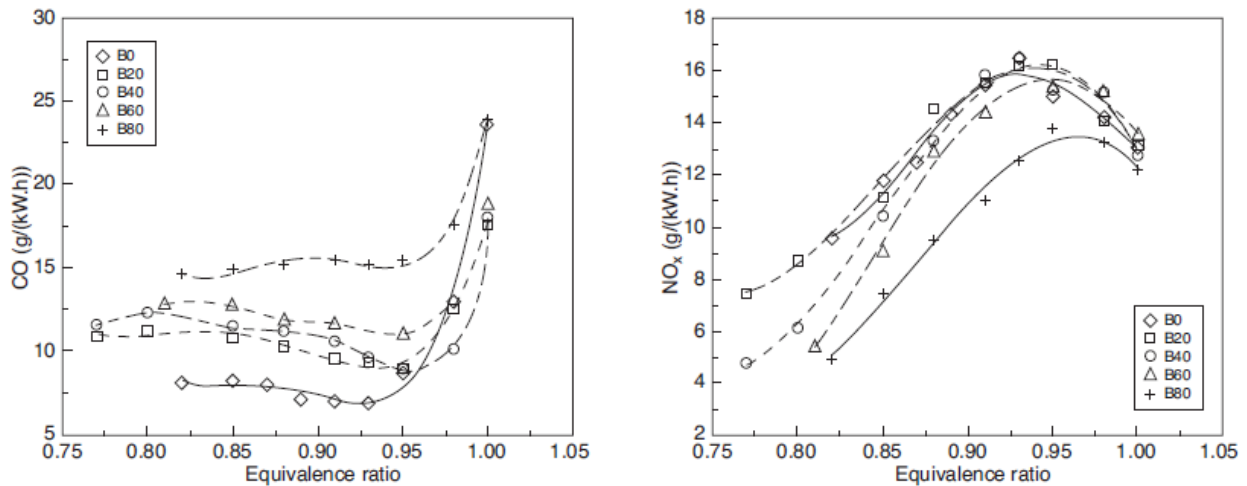 30
25
20
15
10
5
CO (g/(kW.h))
B0
B20
B40
B60
B80
0.75 0.80 0.85 0.90 0.95 1.00 1.05
Equivalence ratio
18
16
14
12
10
8
6
4
2
NOx (g/(kW.h))
B0
B20
B40
B60
B80
0.75 0.80 0.85 0.90 0.95 1.00 1.05
Equivalence ratio